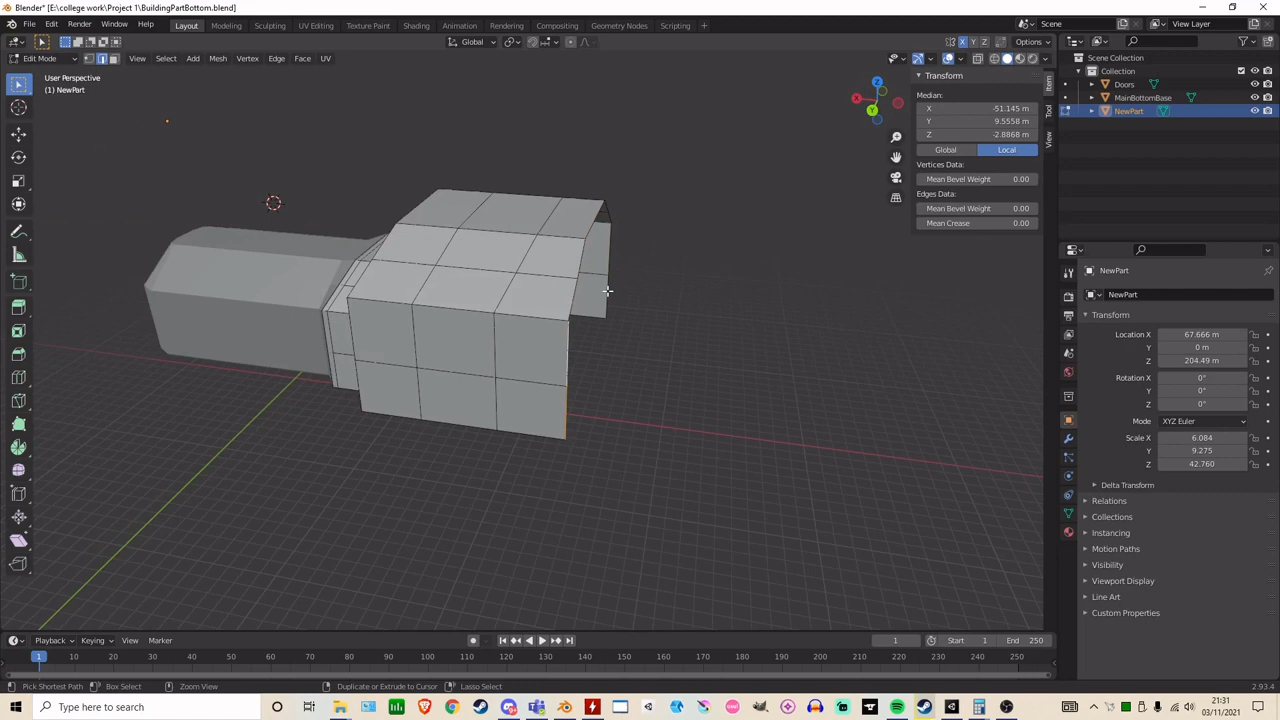 Blender* [E:\college work\Project 1\BuildingPartBottom.blend]
File Edit Render Window Help Layout Modeling Sculpting UV Editing Texture Paint Shading Animation Rendering Compositing Geometry Nodes Scripting Scene View Layer
Global X Y Z Options
Edit Mode View Select Add Mesh Vertex Edge Face UV
Scene Collection
Collection
Doors
MainBottomBase
NewPart
User Perspective
(1) NewPart
X
Y
Z
Item
Tool
View
Transform
Median:
X -51.145 m
Y 9.5558 m
Z -2.8868 m
Global Local
Vertices Data:
Mean Bevel Weight 0.00
Edges Data:
Mean Bevel Weight 0.00
Mean Crease 0.00
NewPart
NewPart
Transform
Location X 67.666 m
Y 0 m
Z 204.49 m
Rotation X 0°
Y 0°
Z 0°
Mode XYZ Euler
Scale X 6.084
Y 9.275
Z 42.760
Delta Transform
Relations
Collections
Instancing
Motion Paths
Visibility
Viewport Display
Line Art
Custom Properties
Playback Keying View Marker 1 Start 1 End 250
1 10 20 30 40 50 60 70 80 90 100 110 120 130 140 150 160 170 180 190 200 210 220 230 240 250
Pick Shortest Path Box Select Zoom View Duplicate or Extrude to Cursor Lasso Select 2.93.4
Type here to search
21:31
03/11/2021